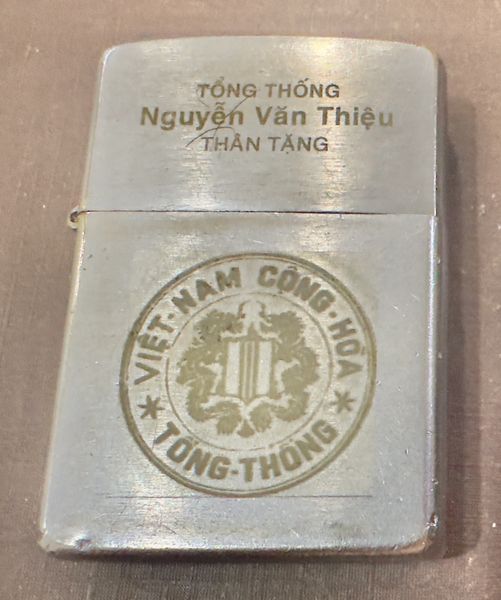 TỔNG THỐNG
Nguyễn Văn Thiệu
THÂN TẶNG
VIỆT-NAM CỘNG-HÒA
TỔNG-THỐNG